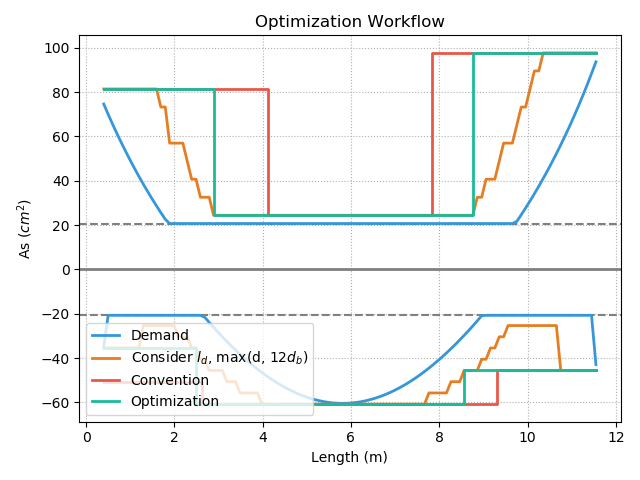 Optimization Workflow
100
80
60
40
20
0
−20
−40
−60
As (cm²)
Demand
Consider l_d, max(d, 12d_b)
Convention
Optimization
0 2 4 6 8 10 12
Length (m)